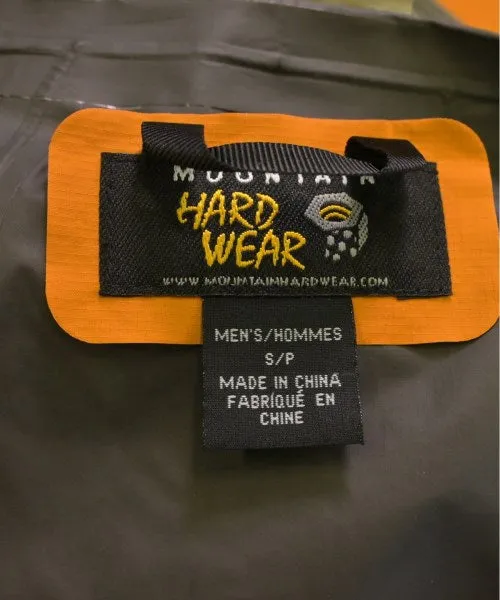 MOUNTAIN
HARD
WEAR
WWW.MOUNTAINHARDWEAR.COM
MEN'S/HOMMES
S/P
MADE IN CHINA
FABRIQUÉ EN
CHINE